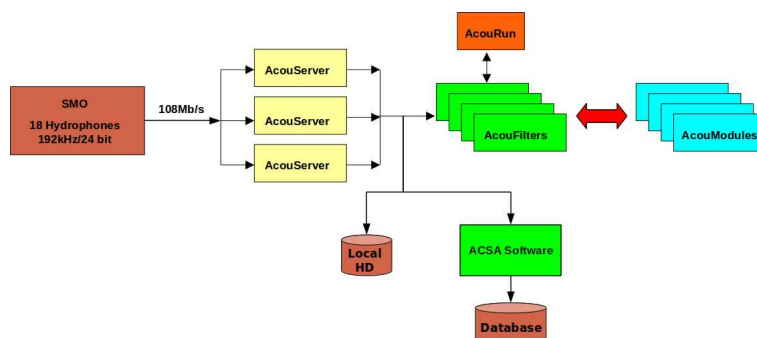 AcouRun
AcouServer
SMO
18 Hydrophones
192kHz/24 bit
108Mb/s
AcouServer
AcouServer
AcouFilters
AcouModules
Local
HD
ACSA Software
Database